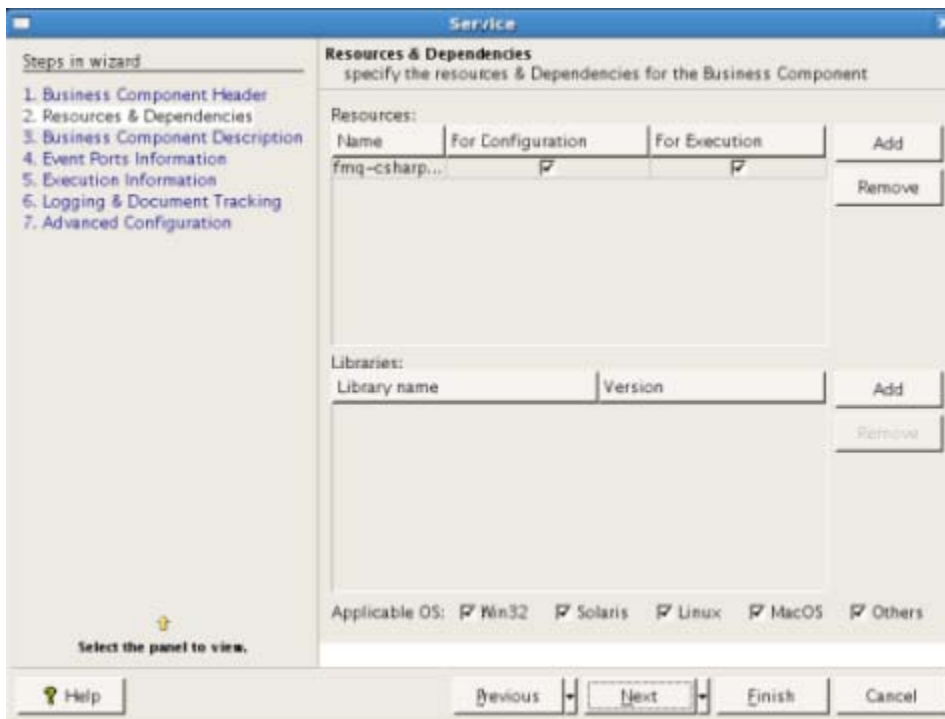 Service
Steps in wizard
1. Business Component Header
2. Resources & Dependencies
3. Business Component Description
4. Event Ports Information
5. Execution Information
6. Logging & Document Tracking
7. Advanced Configuration
Select the panel to view.
Resources & Dependencies
specify the resources & Dependencies for the Business Component
Resources:
Name For Configuration For Execution
fmq-csharp...
Add
Remove
Libraries:
Library name Version
Add
Remove
Applicable OS: Win32 Solaris Linux MacOS Others
Help Previous Next Finish Cancel